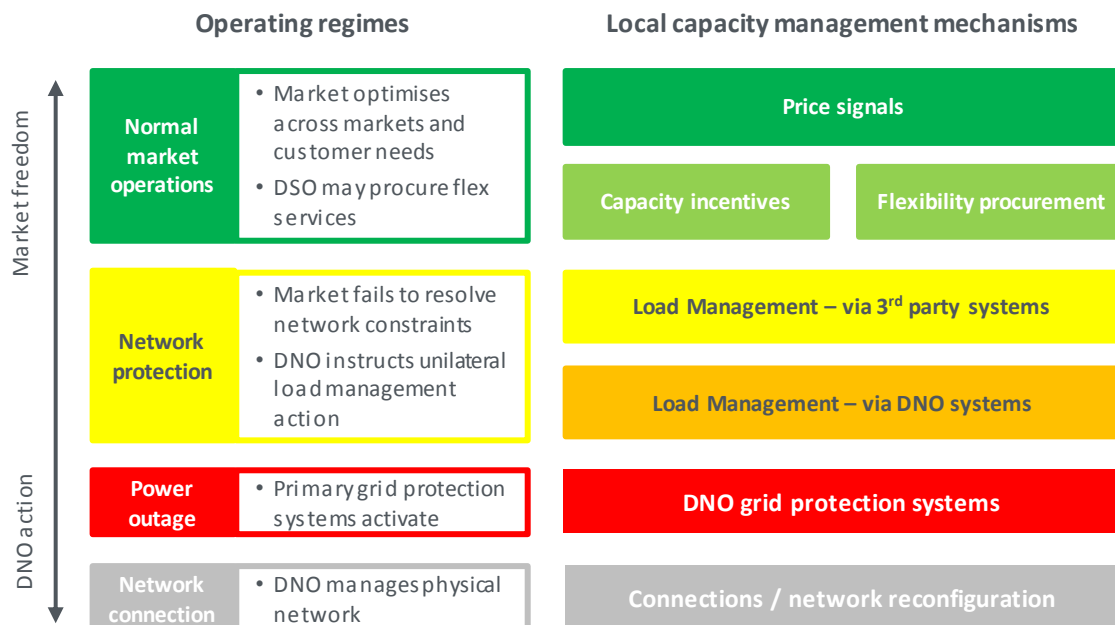 Operating regimes
Local capacity management mechanisms
Market freedom
DNO action
Normal
market
operations
• Market optimises
across markets and
customer needs
• DSO may procure flex
services
Price signals
Capacity incentives
Flexibility procurement
Network
protection
• Market fails to resolve
network constraints
• DNO instructs unilateral
load management
action
Load Management – via 3rd party systems
Load Management – via DNO systems
Power
outage
• Primary grid protection
systems activate
DNO grid protection systems
Network
connection
• DNO manages physical
network
Connections / network reconfiguration